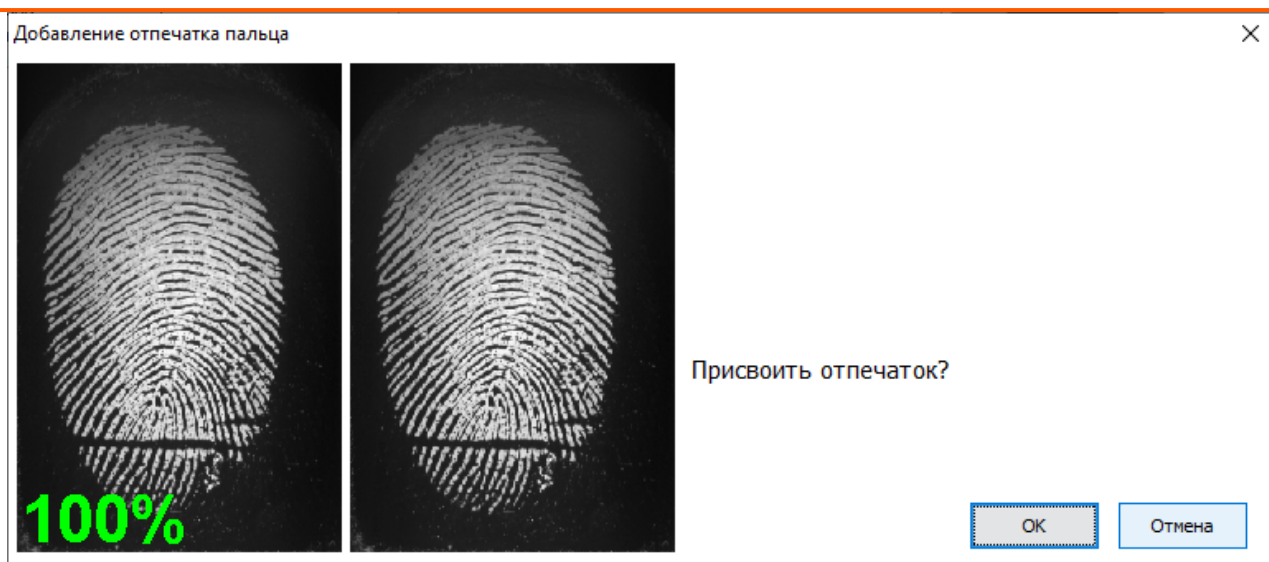 Добавление отпечатка пальца
Присвоить отпечаток?
100%
OK
Отмена